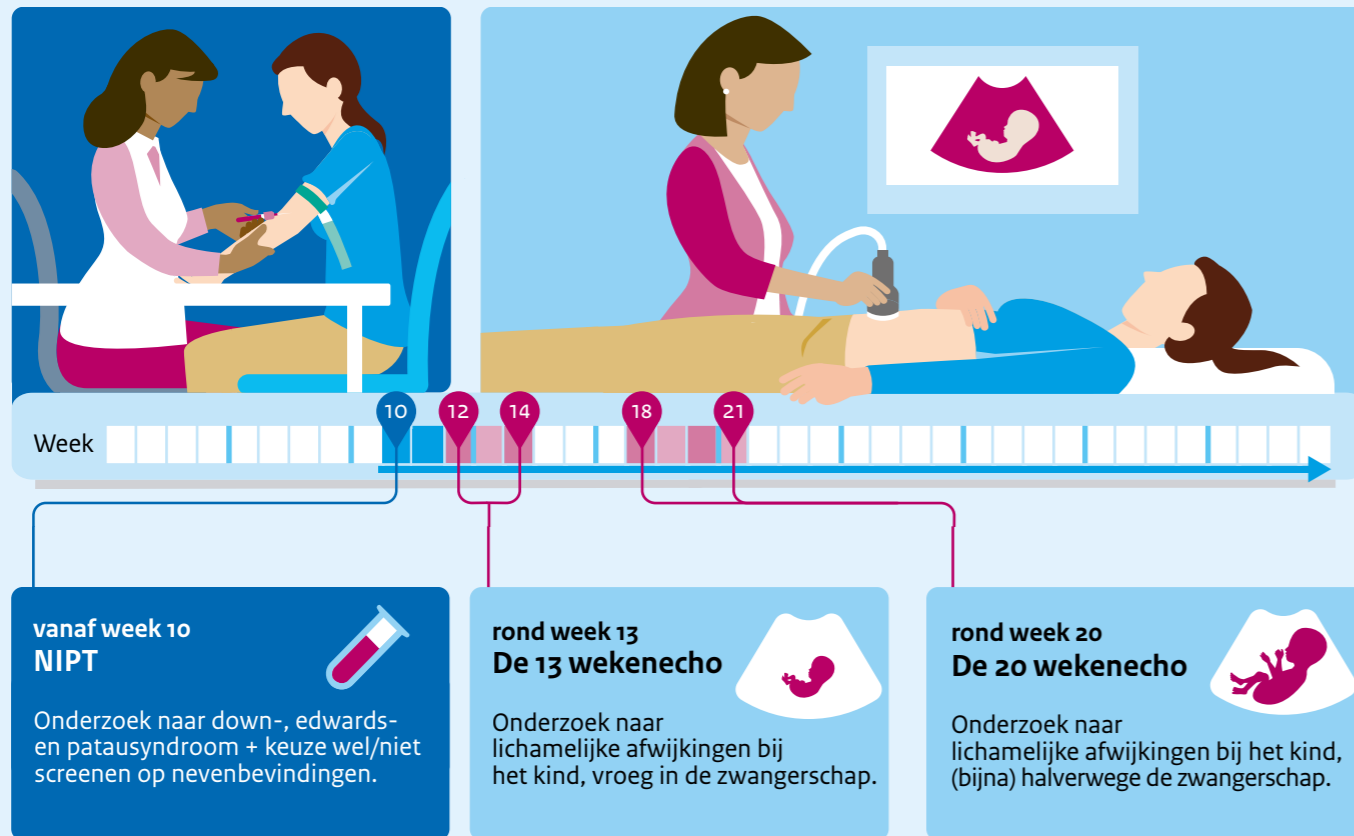 10
12
14
18
21
Week
vanaf week 10
NIPT
Onderzoek naar down-, edwards-
en patausyndroom + keuze wel/niet
screenen op nevenbevindingen.
rond week 13
De 13 wekenecho
Onderzoek naar
lichamelijke afwijkingen bij
het kind, vroeg in de zwangerschap.
rond week 20
De 20 wekenecho
Onderzoek naar
lichamelijke afwijkingen bij het kind,
(bijna) halverwege de zwangerschap.